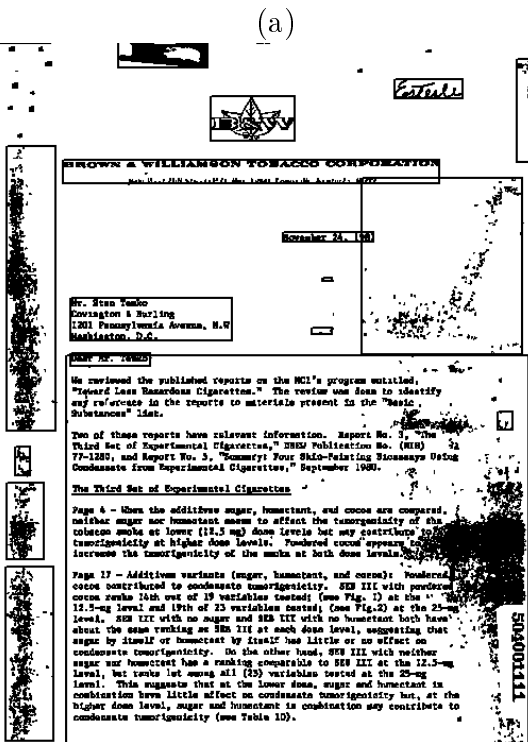 (a)
Esterle
B&W
BROWN & WILLIAMSON TOBACCO CORPORATION
November 24, 1981
Mr. Stan Temko
Covington & Burling
1201 Pennsylvania Avenue, N.W
Washington, D.C.
Dear Mr. Temko
We reviewed the published reports on the NCI's program entitled,
"Toward Less Hazardous Cigarettes." The review was done to identify
any reference in the reports to materials present in the "Basic
Substances" list.
Two of these reports have relevant information. Report No. 3, "The
Third Set of Experimental Cigarettes," DHEW Publication No. (NIH)
77-1280; and Report No. 5, "Summary: Four Skin-Painting Bioassays Using
Condensate from Experimental Cigarettes," September 1980.
The Third Set of Experimental Cigarettes
Page 6 - When the additives sugar, humectant, and cocoa are compared,
neither sugar nor humectant seems to affect the tumorgenicity of the
tobacco smoke at lower (12.5 mg) dose levels but may contribute to
tumorigenicity at higher dose levels. Powdered cocoa appears to
increase the tumorigenicity of the smoke at both dose levels.
Page 17 - Additives variants (sugar, humectant, and cocoa): Powdered
cocoa contributed to condensate tumorigenicity. SEB III with powdered
cocoa ranks 14th out of 19 variables tested; (see Fig. 1) at the
12.5-mg level and 19th of 23 variables tested; (see Fig.2) at the 25-mg
level. SEB III with no sugar and SEB III with no humectant both have
about the same ranking as SEB III at each dose level, suggesting that
sugar by itself or humectant by itself has little or no effect on
condensate tumorigenicity. On the other hand, SEB III with neither
sugar nor humectant has a ranking comparable to SEB III at the 12.5-mg
level, but ranks 1st among all (23) variables tested at the 25-mg
level. This suggests that at the lower dose, sugar and humectant in
combination have little affect on condensate tumorigenicity but, at the
higher dose level, sugar and humectant in combination may contribute to
condensate tumorigenicity (see Table 10).
504001111